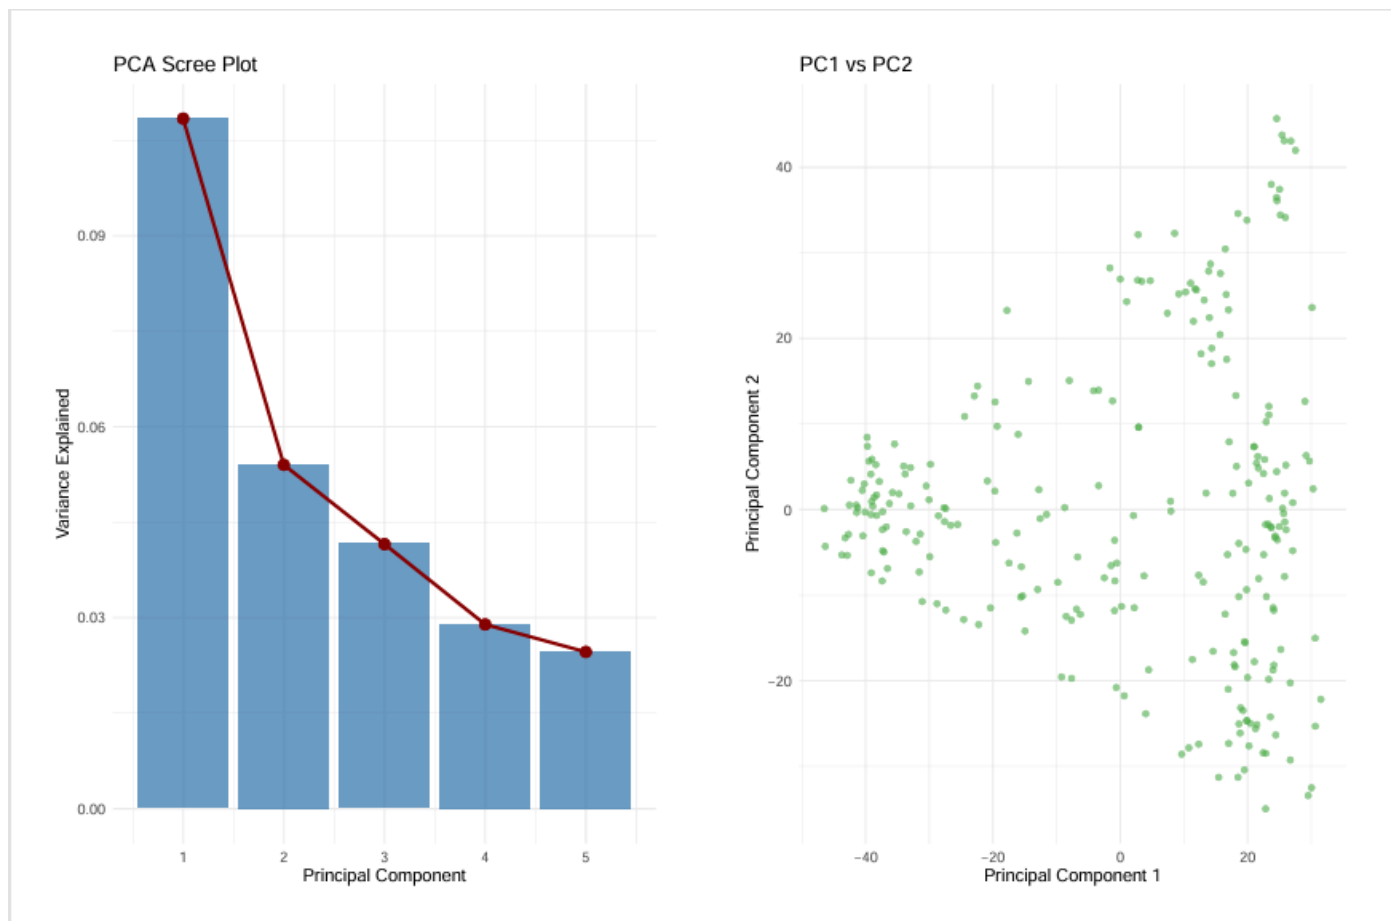 PCA Scree Plot
Variance Explained
0.09
0.06
0.03
0.00
1 2 3 4 5
Principal Component
PC1 vs PC2
Principal Component 2
40
20
0
−20
−40 −20 0 20
Principal Component 1